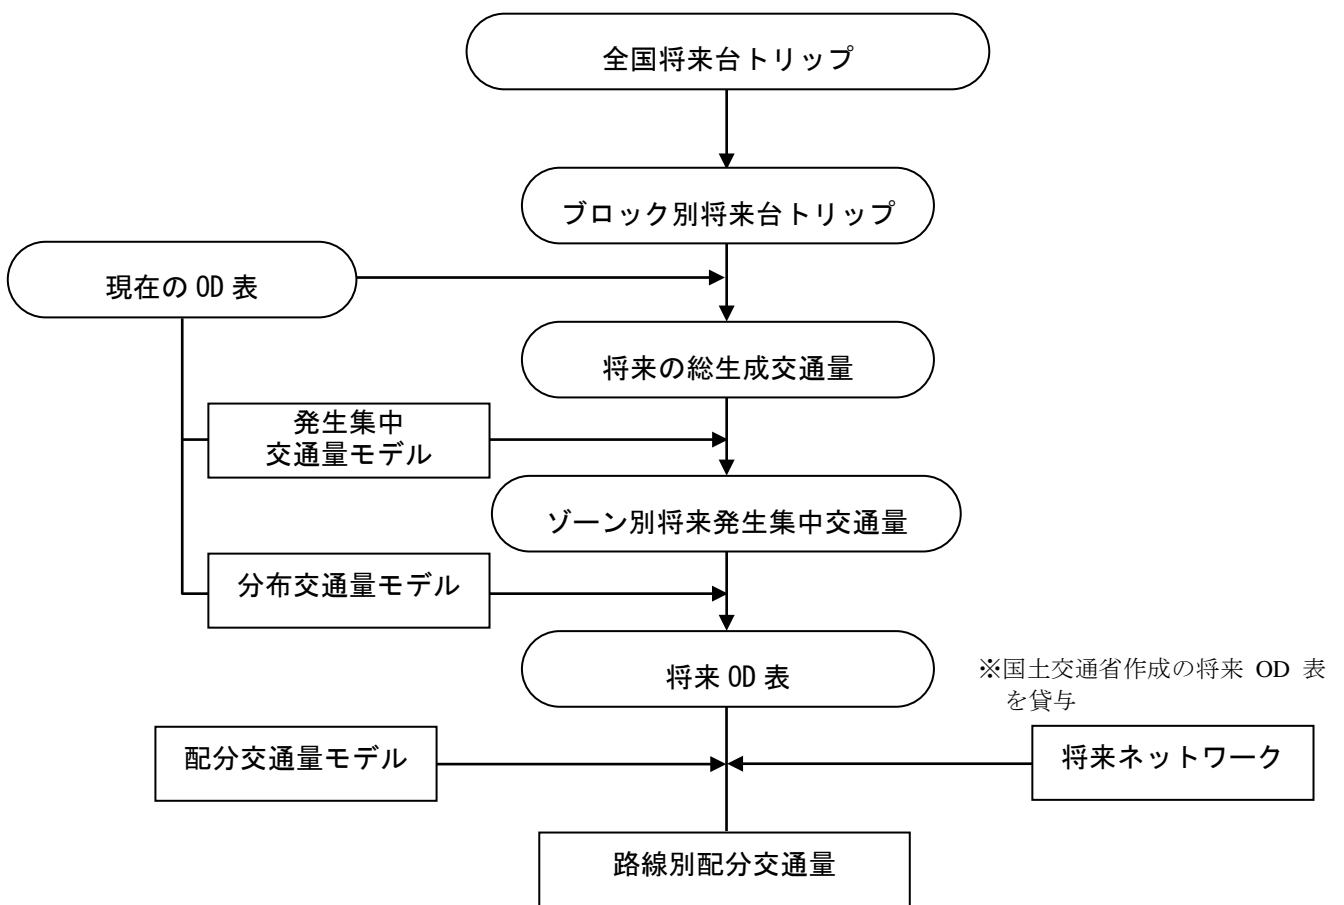 全国将来台トリップ
ブロック別将来台トリップ
現在の OD 表
将来の総生成交通量
発生集中
交通量モデル
ゾーン別将来発生集中交通量
分布交通量モデル
将来 OD 表
※国土交通省作成の将来 OD 表
を貸与
配分交通量モデル
将来ネットワーク
路線別配分交通量